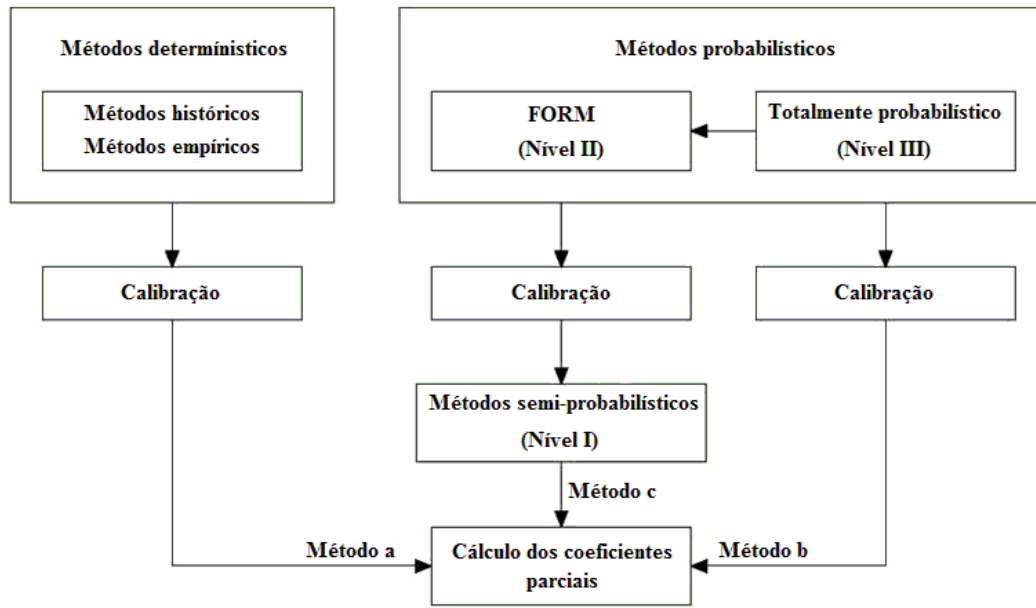 Métodos determínisticos
Métodos históricos
Métodos empíricos
Métodos probabilísticos
FORM
(Nível II)
Totalmente probabilístico
(Nível III)
Calibração
Calibração
Calibração
Métodos semi-probabilísticos
(Nível I)
Método c
Método a
Cálculo dos coeficientes
parciais
Método b